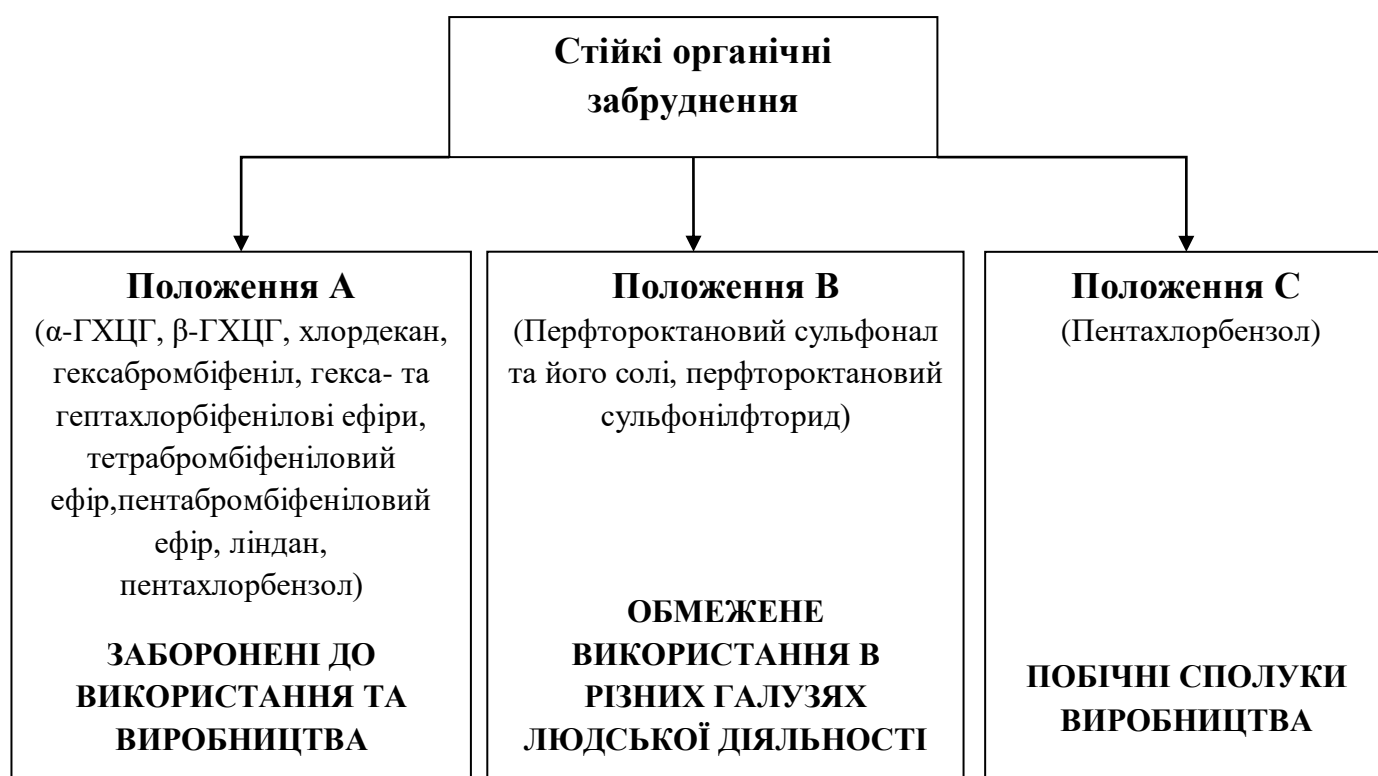 Стійкі органічні
забруднення
Положення А
(α-ГХЦГ, β-ГХЦГ, хлордекан,
гексабромбіфеніл, гекса- та
гептахлорбіфенілові ефіри,
тетрабромбіфеніловий
ефір,пентабромбіфеніловий
ефір, ліндан,
пентахлорбензол)
ЗАБОРОНЕНІ ДО
ВИКОРИСТАННЯ ТА
ВИРОБНИЦТВА
Положення В
(Перфтороктановий сульфонал
та його солі, перфтороктановий
сульфонілфторид)
ОБМЕЖЕНЕ
ВИКОРИСТАННЯ В
РІЗНИХ ГАЛУЗЯХ
ЛЮДСЬКОЇ ДІЯЛЬНОСТІ
Положення С
(Пентахлорбензол)
ПОБІЧНІ СПОЛУКИ
ВИРОБНИЦТВА